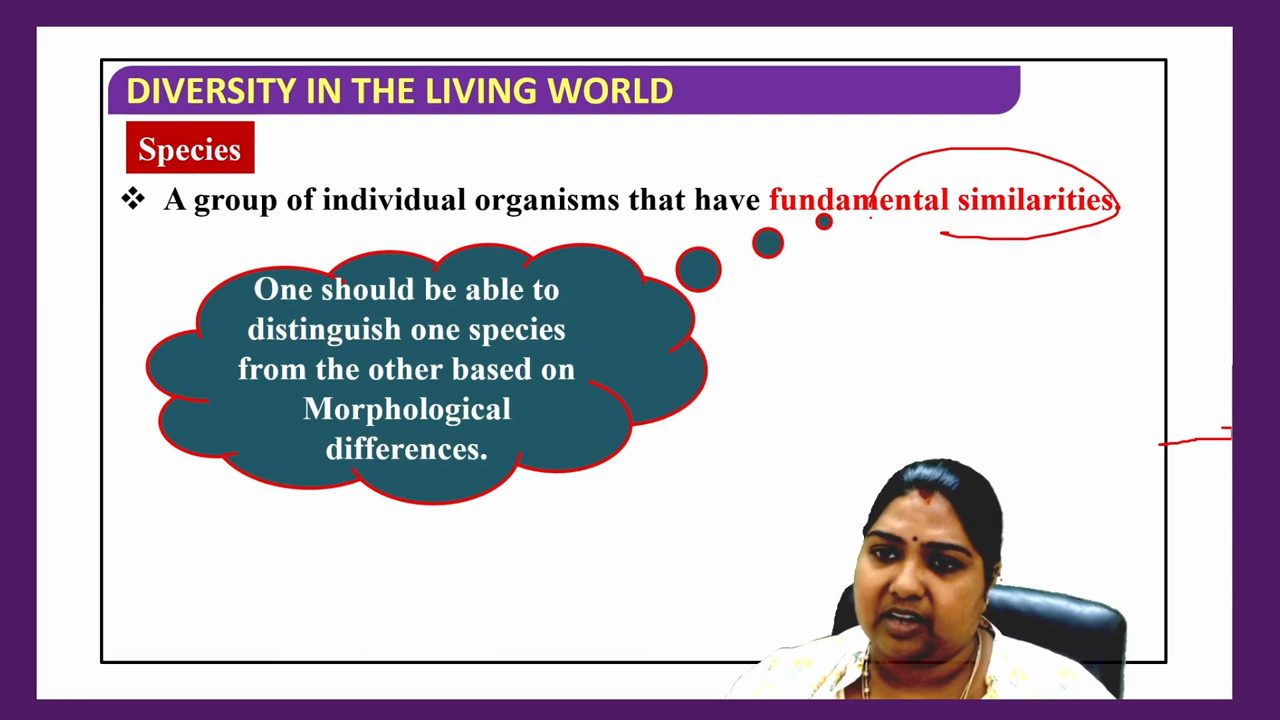 DIVERSITY IN THE LIVING WORLD
Species
❖ A group of individual organisms that have fundamental similarities.
One should be able to
distinguish one species
from the other based on
Morphological
differences.